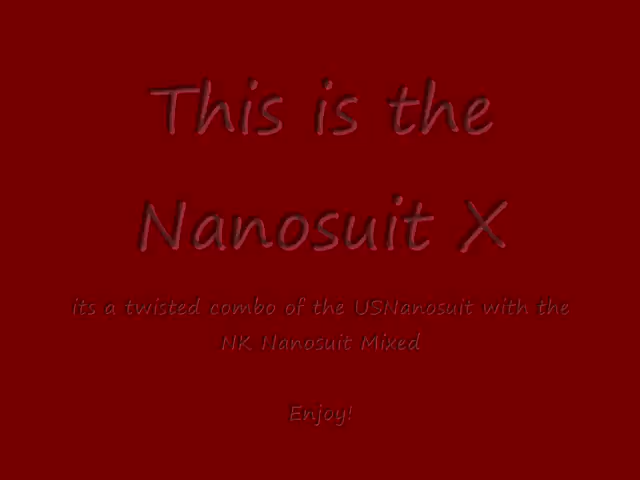 This is the
Nanosuit X
its a twisted combo of the USNanosuit with the
NK Nanosuit Mixed
Enjoy!